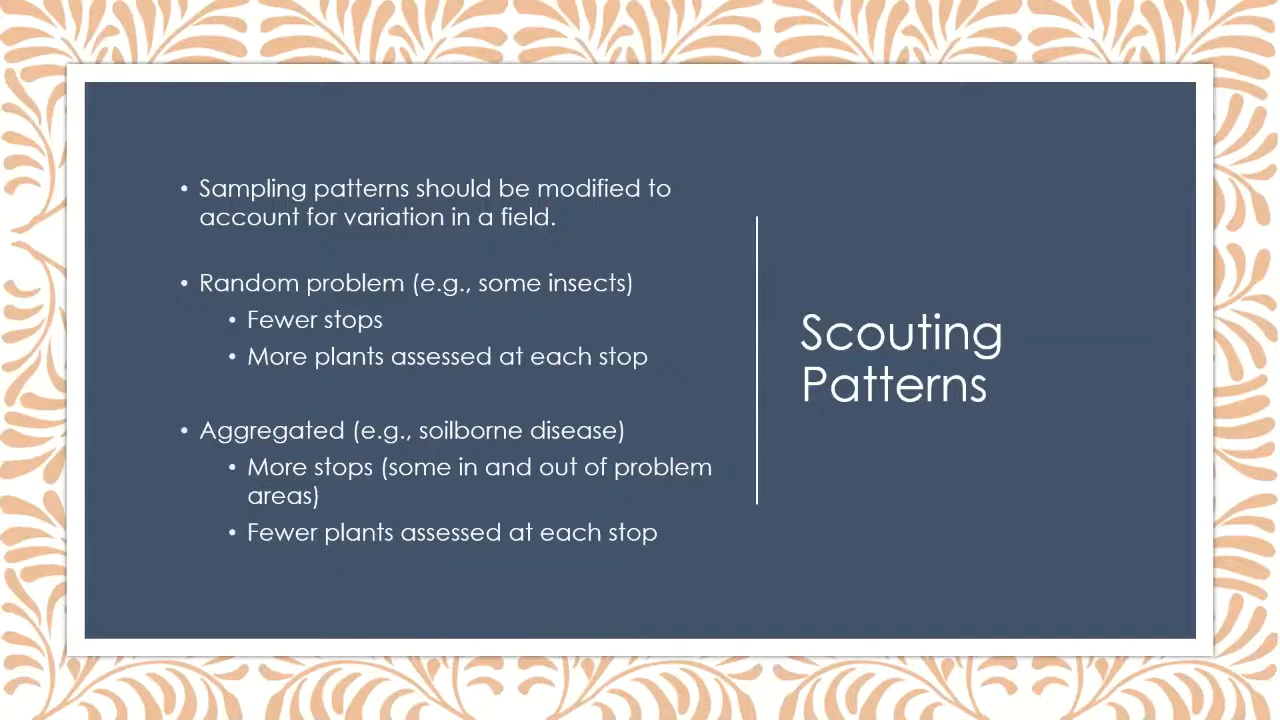 • Sampling patterns should be modified to
account for variation in a field.
• Random problem (e.g., some insects)
• Fewer stops
• More plants assessed at each stop
• Aggregated (e.g., soilborne disease)
• More stops (some in and out of problem
areas)
• Fewer plants assessed at each stop
Scouting
Patterns